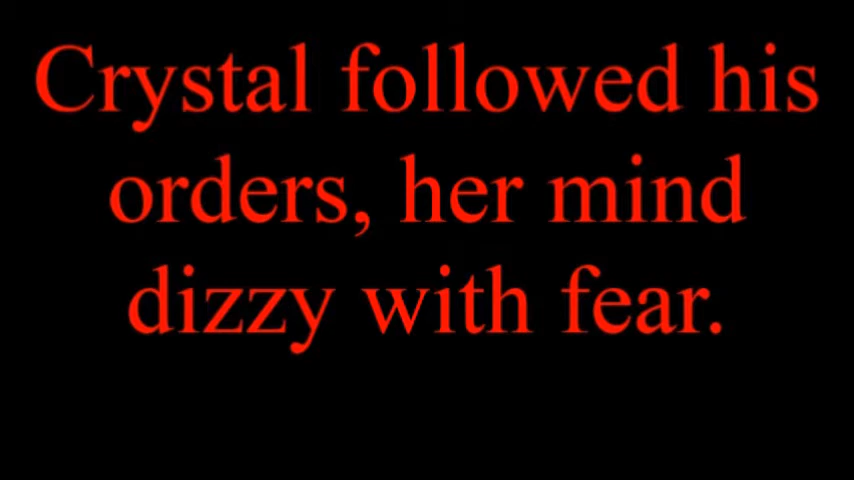 Crystal followed his
orders, her mind
dizzy with fear.